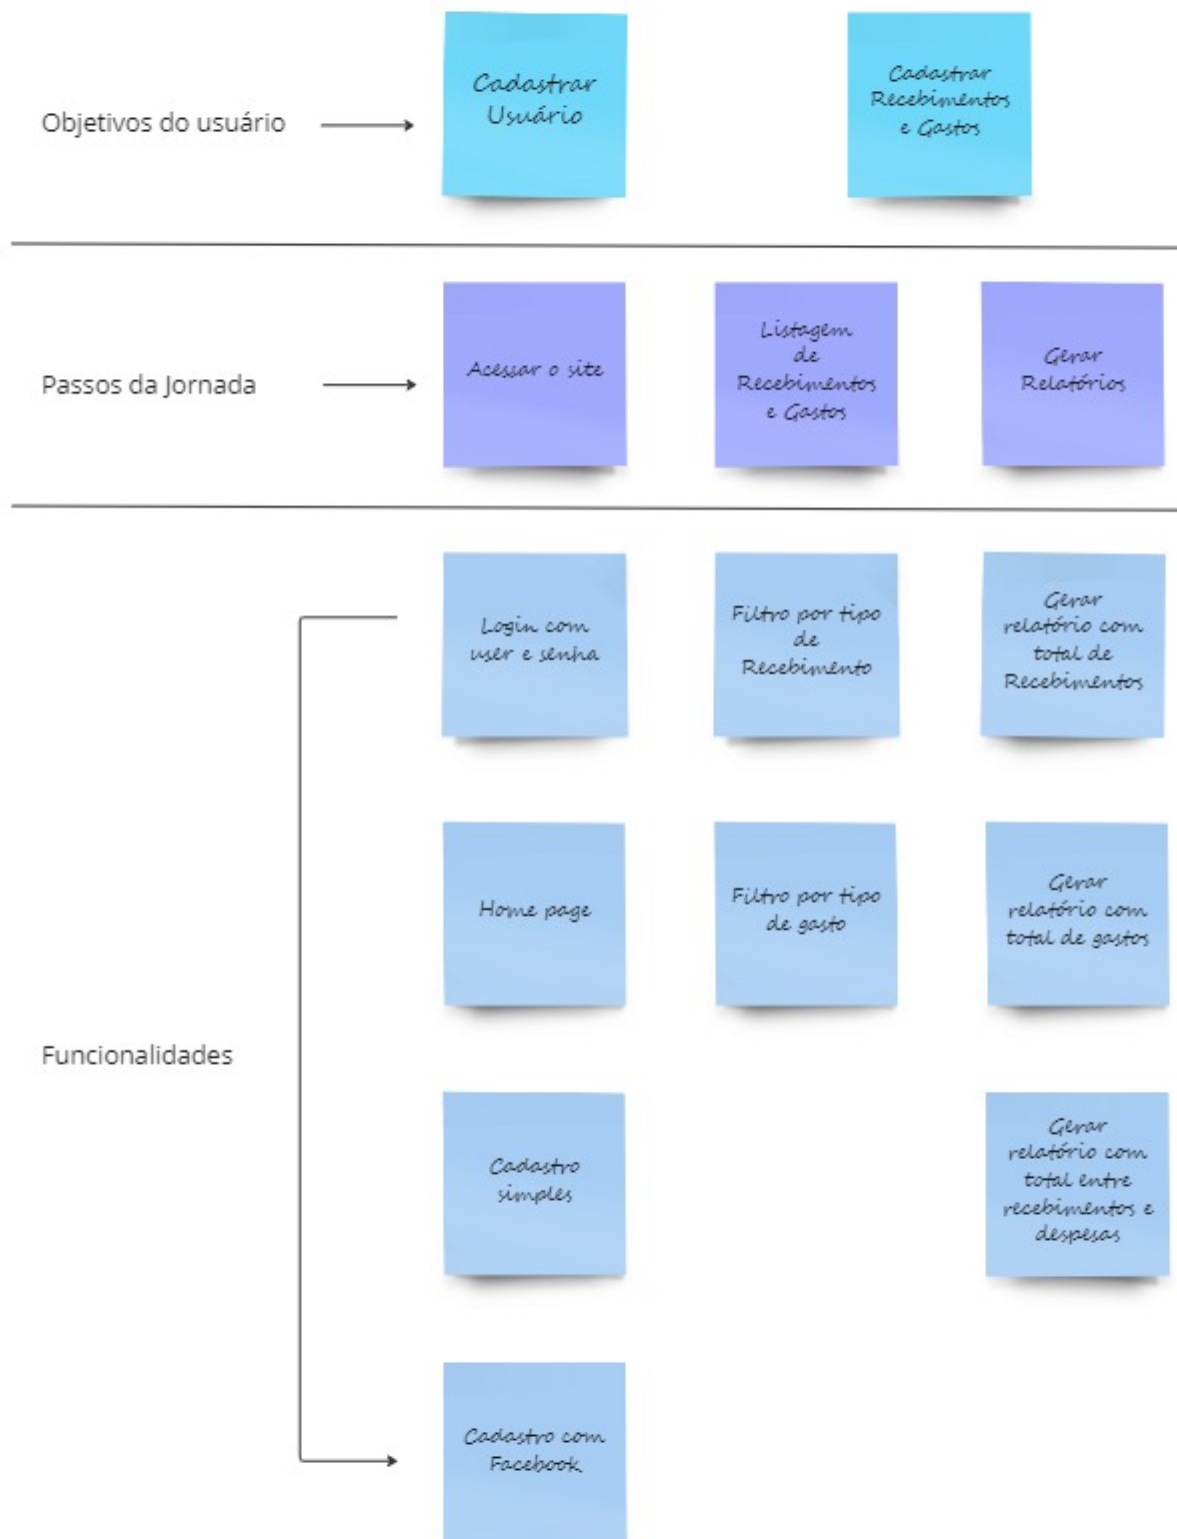 Objetivos do usuário
Cadastrar
Usuário
Cadastrar
Recebimentos
e Gastos
Passos da Jornada
Acessar o site
Listagem
de
Recebimentos
e Gastos
Gerar
Relatórios
Funcionalidades
Login com
user e senha
Filtro por tipo
de
Recebimento
Gerar
relatório com
total de
Recebimentos
Home page
Filtro por tipo
de gasto
Gerar
relatório com
total de gastos
Cadastro
simples
Gerar
relatório com
total entre
recebimentos e
despesas
Cadastro com
Facebook